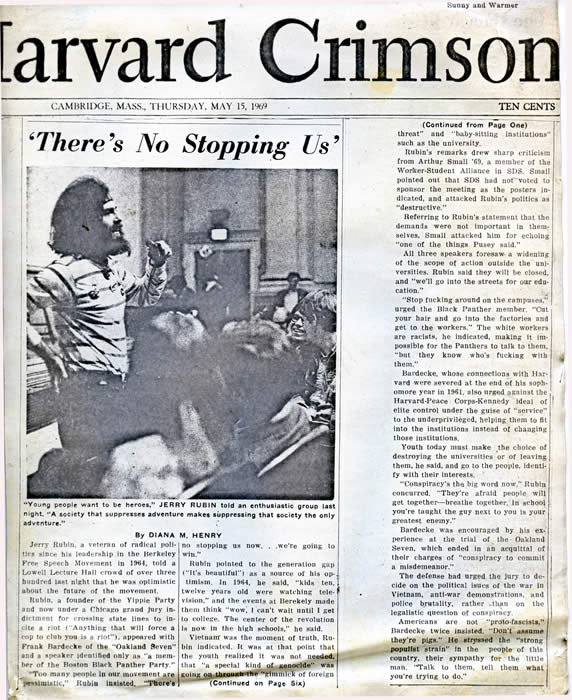 Sunny and Warmer
arvard Crimson
CAMBRIDGE, MASS., THURSDAY, MAY 15, 1969
TEN CENTS
‘There’s No Stopping Us’
"Young people want to be heroes," JERRY RUBIN told an enthusiastic group last
night. "A society that suppresses adventure makes suppressing that society the only
adventure."
By DIANA M. HENRY
Jerry Rubin, a veteran of radical poli-
tics since his leadership in the Berkeley
Free Speech Movement in 1964, told a
Lowell Lecture Hall crowd of over three
hundred last night that he was optimistic
about the future of the movement.
Rubin, a founder of the Yippie Party
and now under a Chicago grand jury in-
dictment for crossing state lines to in-
cite a riot ("Anything that will force a
cop to club you is a riot"), appeared with
Frank Bardecke of the "Oakland Seven"
and a speaker identified only as "a mem-
ber of the Boston Black Panther Party."
"Too many people in our movement are
pessimistic," Rubin insisted, "There's
no stopping us now, . .we're going to
win."
Rubin pointed to the generation gap
("It's beautiful") as a source of his op-
timism. In 1964, he said, "kids ten,
twelve years old were watching tele-
vision," and the events at Berekely made
them think "wow, I can't wait until I get
to college. The center of the revolution
is now in the high schools," he said.
Vietnam was the moment of truth, Ru-
bin indicated. It was at that point that
the youth realized it was not needed,
that "a special kind of genocide" was
going on through the "gimmick of foreign
(Continued on Page Six)
(Continued from Page One)
threat" and "baby-sitting institutions"
such as the university.
Rubin's remarks drew sharp criticism
from Arthur Small '69, a member of the
Worker-Student Alliance in SDS. Small
pointed out that SDS had not voted to
sponsor the meeting as the posters in-
dicated, and attacked Rubin's politics as
"destructive."
Referring to Rubin's statement that the
demands were not important in them-
selves, Small attacked him for echoing
"one of the things Pusey said."
All three speakers foresaw a widening
of the scope of action outside the uni-
versities. Rubin said they will be closed,
and "we'll go into the streets for our edu-
cation."
"Stop fucking around on the campuses,"
urged the Black Panther member. "Cut
your hair and go into the factories and
get to the workers." The white workers
are racists, he indicated, making it im-
possible for the Panthers to talk to them,
"but they know who's fucking with
them."
Bardecke, whose connections with Har-
vard were severed at the end of his soph-
omore year in 1961, also urged against the
Harvard-Peace Corps-Kennedy ideal of
elite control under the guise of "service"
to the underprivileged, helping them to fit
into the institutions instead of changing
those institutions.
Youth today must make the choice of
destroying the universities or of leaving
them, he said, and go to the people, identi-
fy with their interests.
"Conspiracy's the big word now," Rubin
concurred. "They're afraid people will
get together—breathe together. In school
you're taught the guy next to you is your
greatest enemy."
Bardecke was encouraged by his ex-
perience at the trial of the Oakland
Seven, which ended in an acquittal of
their charges of "conspiracy to commit
a misdemeanor."
The defense had urged the jury to de-
cide on the political issues of the war in
Vietnam, anti-war demonstrations, and
police brutality, rather than on the
legalistic question of conspiracy.
Americans are not "proto-fascists,"
Bardecke twice insisted. "Don't assume
they're pigs." He stressed the "strong
populist strain" in the people of this
country, their sympathy for the little
man. "Talk to them, tell them what
you're trying to do."